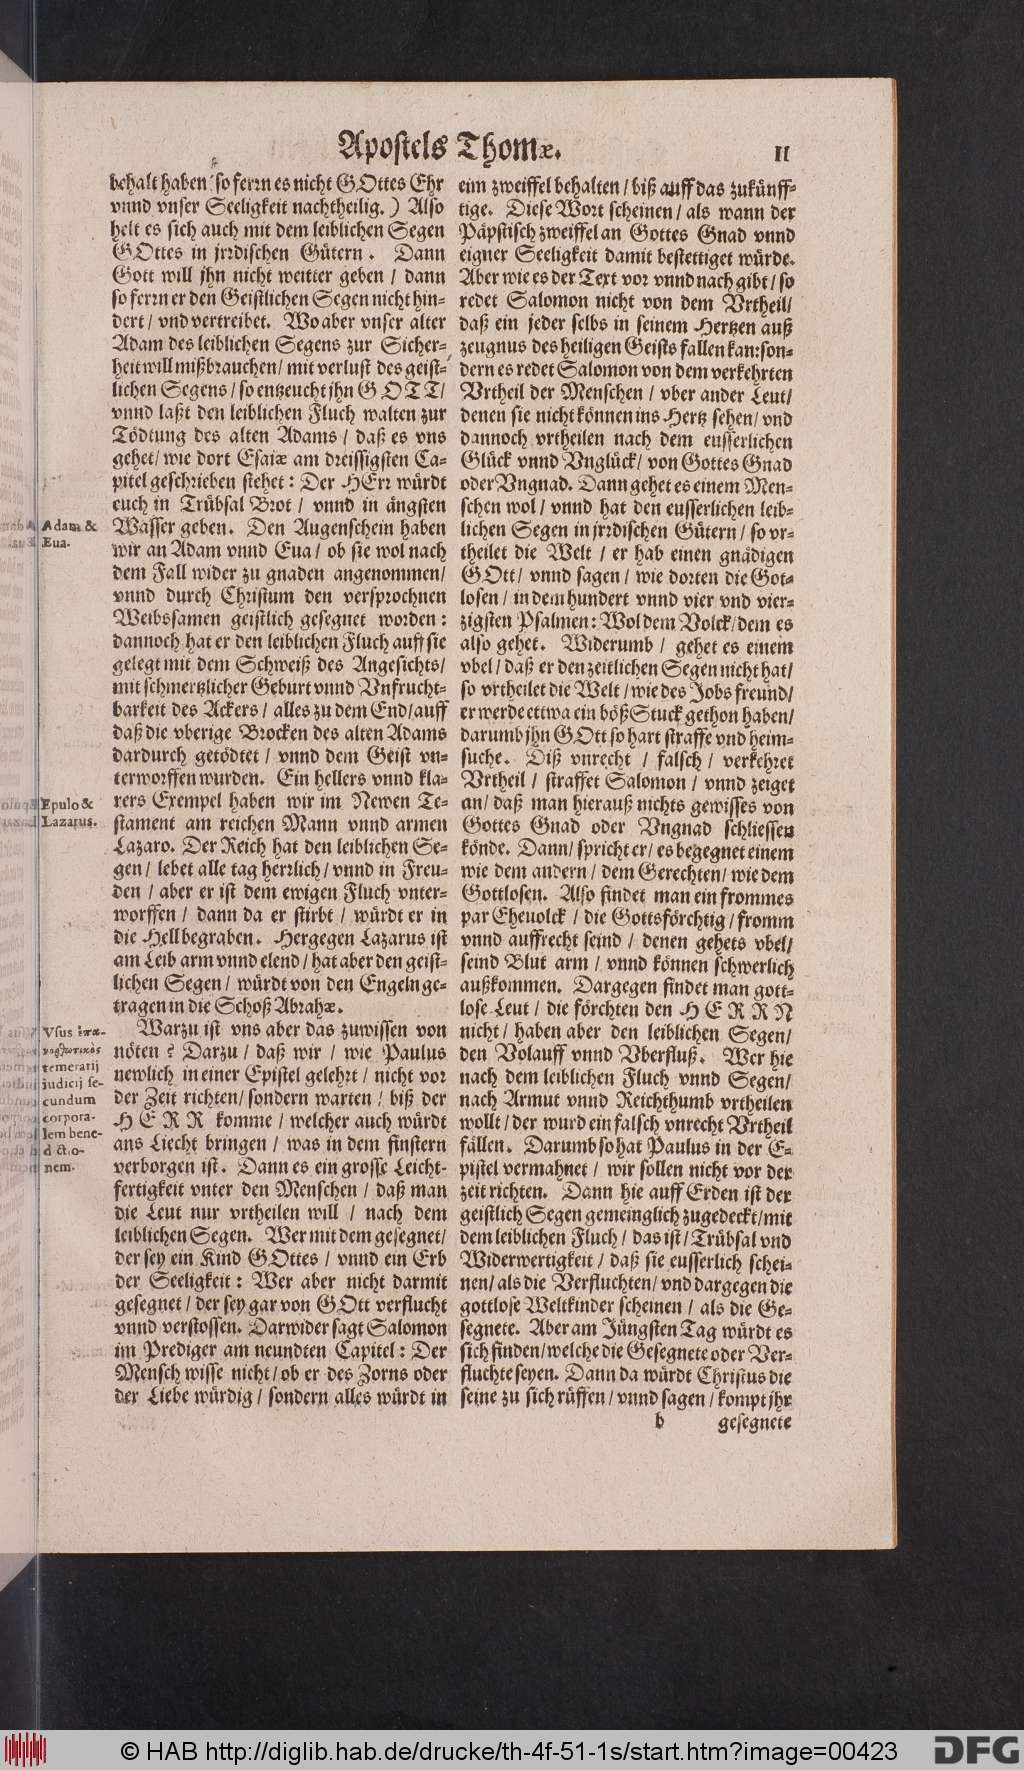 Apostels Thomæ.
11
behalt haben / so ferrn es nicht GOttes Ehr
vnnd vnser Seeligkeit nachtheilig.) Also
helt es sich auch mit dem leiblichen Segen
GOttes in jrrdischen Gütern. Dann
Gott will jhn nicht weitter geben / dann
so ferrn er den Geistlichen Segen nicht hin-
dert / vnd vertreibet. Wo aber vnser alter
Adam des leiblichen Segens zur Sicher-
heit will mißbrauchen / mit verlust des geist-
lichen Segens / so entzeucht jhn GOTT /
vnnd laßt den leiblichen Fluch walten zur
Tödtung des alten Adams / daß es vns
gehet / wie dort Esaiæ am dreissigsten Ca-
pitel geschrieben stehet: Der HErr würdt
euch in Trübsal Brot / vnnd in ängsten
Wasser geben. Den Augenschein haben
wir an Adam vnnd Eua / ob sie wol nach
dem Fall wider zu gnaden angenommen /
vnnd durch Christum den versprochnen
Weibssamen geistlich gesegnet worden:
dannoch hat er den leiblichen Fluch auff sie
gelegt mit dem Schweiß des Angesichts /
mit schmertzlicher Geburt vnnd Vnfrucht-
barkeit des Ackers / alles zu dem End / auff
daß die vberige Brocken des alten Adams
dardurch getödtet / vnnd dem Geist vn-
terworffen wurden. Ein hellers vnnd kla-
rers Exempel haben wir im Newen Te-
stament am reichen Mann vnnd armen
Lazaro. Der Reich hat den leiblichen Se-
gen / lebet alle tag herrlich / vnnd in Freu-
den / aber er ist dem ewigen Fluch vnter-
worffen / dann da er stirbt / würdt er in
die Hell begraben. Hergegen Lazarus ist
am Leib arm vnnd elend / hat aber den geist-
lichen Segen / würdt von den Engeln ge-
tragen in die Schoß Abrahæ.
Warzu ist vns aber das zuwissen von
nöten? Darzu / daß wir / wie Paulus
newlich in einer Epistel gelehrt / nicht vor
der Zeit richten / sondern warten / biß der
HERR komme / welcher auch würdt
ans Liecht bringen / was in dem finstern
verborgen ist. Dann es ein grosse Leicht-
fertigkeit vnter den Menschen / daß man
die Leut nur vrtheilen will / nach dem
leiblichen Segen. Wer mit dem gesegnet /
der sey ein Kind GOttes / vnnd ein Erb
der Seeligkeit: Wer aber nicht darmit
gesegnet / der sey gar von GOtt verflucht
vnnd verstossen. Darwider sagt Salomon
im Prediger am neundten Capitel: Der
Mensch wisse nicht / ob er des Zorns oder
der Liebe würdig / sondern alles würdt in
Adam &
Eua.
Epulo &
Lazarus.
Vsus ἐπα-
νορθωτικὸς
temerarij
judicij se-
cundum
corpora-
lem bene-
dictio-
nem.
eim zweiffel behalten / biß auff das zukünff-
tige. Diese Wort scheinen / als wann der
Päpstisch zweiffel an Gottes Gnad vnnd
eigner Seeligkeit damit bestettiget würde.
Aber wie es der Text vor vnnd nach gibt / so
redet Salomon nicht von dem Vrtheil /
daß ein jeder selbs in seinem Hertzen auß
zeugnus des heiligen Geists fallen kan: son-
dern es redet Salomon von dem verkehrten
Vrtheil der Menschen / vber ander Leut /
denen sie nicht können ins Hertz sehen / vnd
dannoch vrtheilen nach dem eusserlichen
Glück vnnd Vnglück / von Gottes Gnad
oder Vngnad. Dann gehet es einem Men-
schen wol / vnnd hat den eusserlichen leib-
lichen Segen in jrrdischen Gütern / so vr-
theilet die Welt / er hab einen gnädigen
GOtt / vnnd sagen / wie dorten die Got-
losen / in dem hundert vnnd vier vnd vier-
zigsten Psalmen: Wol dem Volck / dem es
also gehet. Widerumb / gehet es einem
vbel / daß er den zeitlichen Segen nicht hat /
so vrtheilet die Welt / wie des Jobs freund /
er werde ettwa ein böß Stuck gethon haben /
darumb jhn GOtt so hart straffe vnd heim-
suche. Diß vnrecht / falsch / verkehret
Vrtheil / straffet Salomon / vnnd zeiget
an / daß man hierauß nichts gewisses von
Gottes Gnad oder Vngnad schliessen
könde. Dann / spricht er / es begegnet einem
wie dem andern / dem Gerechten / wie dem
Gottlosen. Also findet man ein frommes
par Ehevolck / die Gottsförchtig / fromm
vnnd auffrecht seind / denen gehets vbel /
seind Blut arm / vnnd können schwerlich
außkommen. Dargegen findet man gott-
lose Leut / die förchten den HERRN
nicht / haben aber den leiblichen Segen /
den Volauff vnnd Vberfluß. Wer hie
nach dem leiblichen Fluch vnnd Segen /
nach Armut vnnd Reichthumb vrtheilen
wollt / der wurd ein falsch vnrecht Vrtheil
fällen. Darumb so hat Paulus in der E-
pistel vermahnet / wir sollen nicht vor der
zeit richten. Dann hie auff Erden ist der
geistlich Segen gemeinglich zugedeckt / mit
dem leiblichen Fluch / das ist / Trübsal vnd
Widerwertigkeit / daß sie eusserlich schei-
nen / als die Verfluchten / vnd dargegen die
gottlose Weltkinder scheinen / als die Ge-
segnete. Aber am Jüngsten Tag würdt es
sich finden / welche die Gesegnete oder Ver-
fluchte seyen. Dann da würdt Christus die
seine zu sich rüffen / vnnd sagen / kompt jhr
b gesegnete
© HAB http://diglib.hab.de/drucke/th-4f-51-1s/start.htm?image=00423
DFG